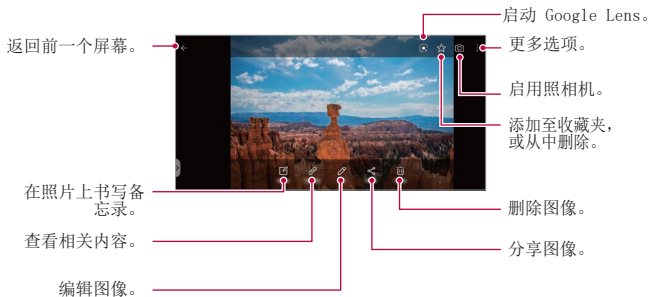 启动 Google Lens。
返回前一个屏幕。
更多选项。
启用照相机。
添加至收藏夹，
或从中删除。
在照片上书写备
忘录。
删除图像。
查看相关内容。
分享图像。
编辑图像。